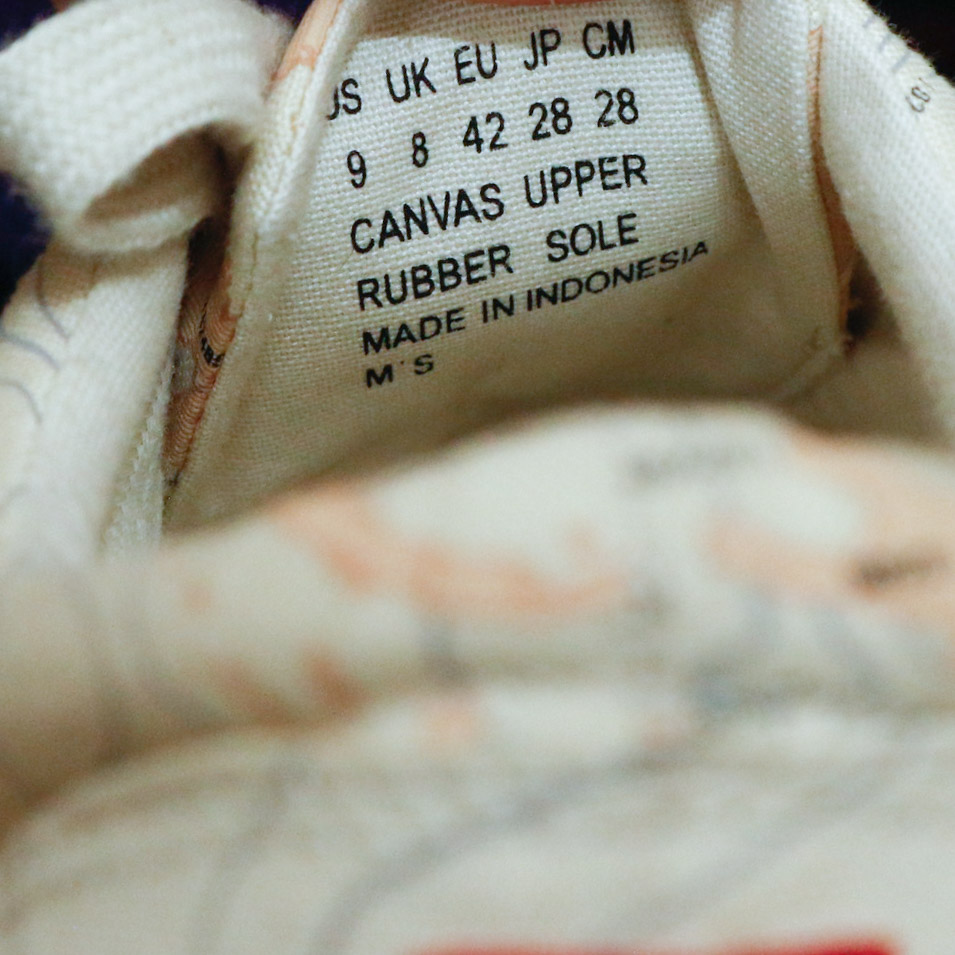 US UK EU JP CM
9 8 42 28 28
CANVAS UPPER
RUBBER SOLE
MADE IN INDONESIA
M'S